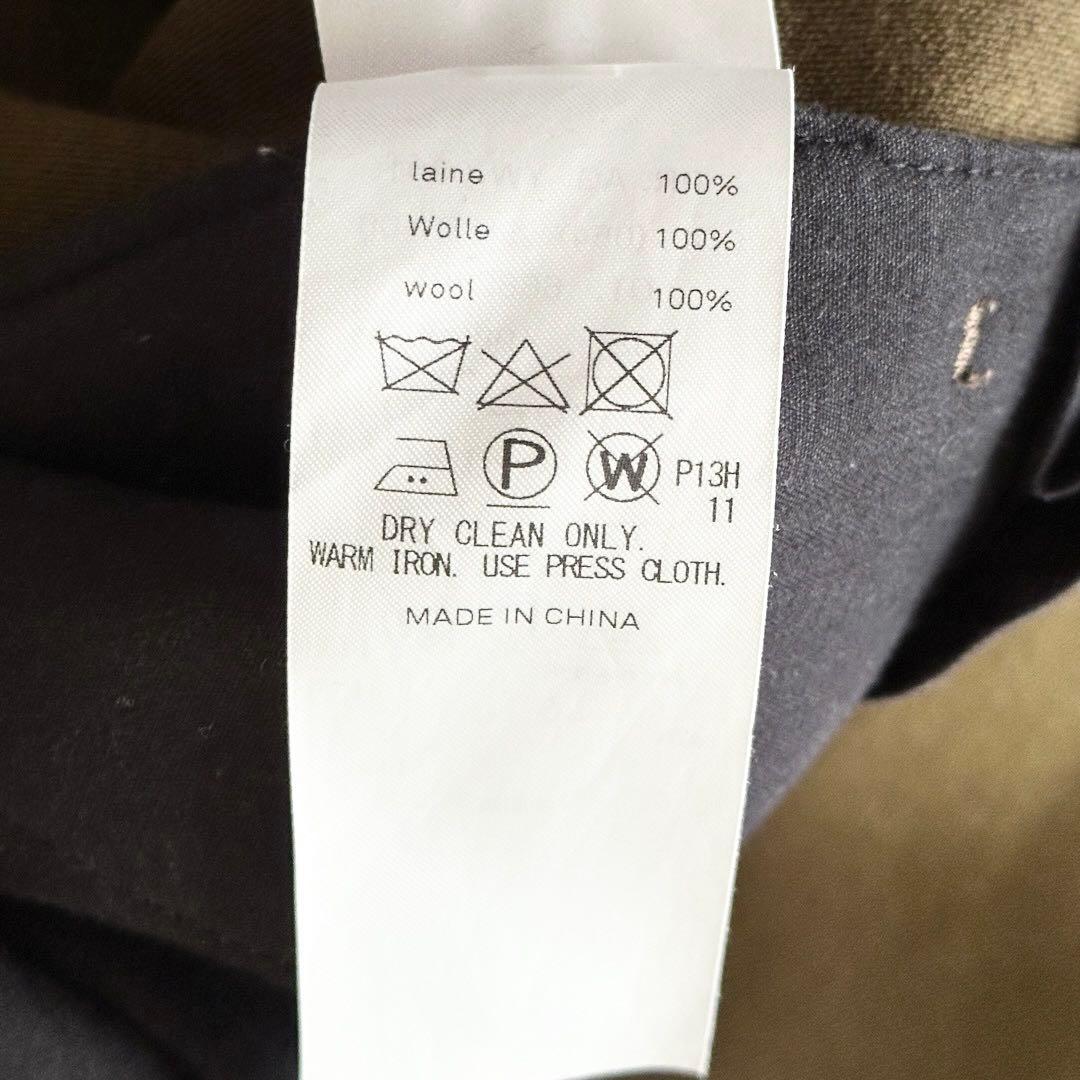 laine 100%
Wolle 100%
wool 100%
P W P13H
11
DRY CLEAN ONLY.
WARM IRON. USE PRESS CLOTH.
MADE IN CHINA